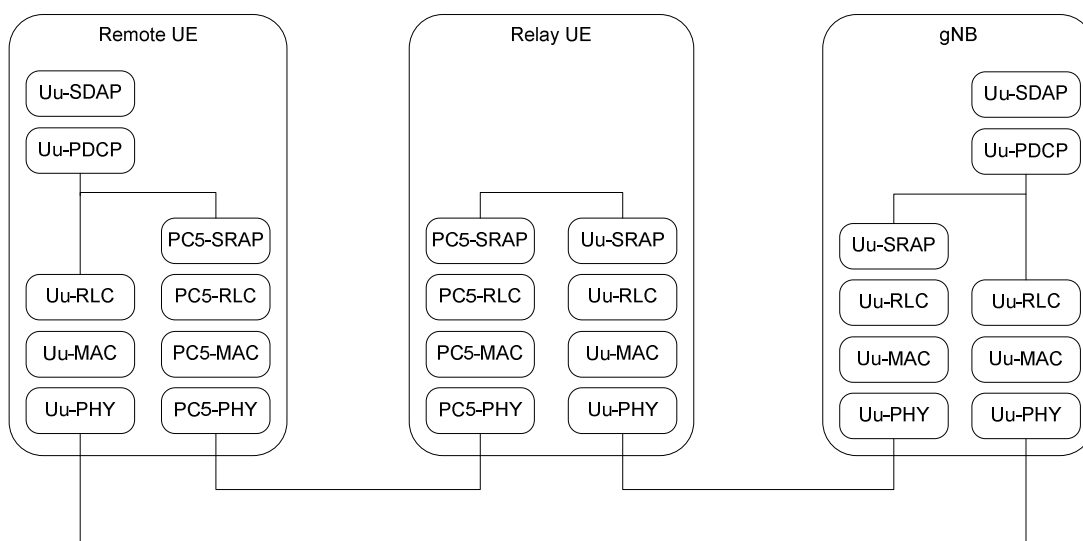 Remote UE
Uu-SDAP
Uu-PDCP
PC5-SRAP
Uu-RLC
PC5-RLC
Uu-MAC
PC5-MAC
Uu-PHY
PC5-PHY
Relay UE
PC5-SRAP
Uu-SRAP
PC5-RLC
Uu-RLC
PC5-MAC
Uu-MAC
PC5-PHY
Uu-PHY
gNB
Uu-SDAP
Uu-PDCP
Uu-SRAP
Uu-RLC
Uu-RLC
Uu-MAC
Uu-MAC
Uu-PHY
Uu-PHY